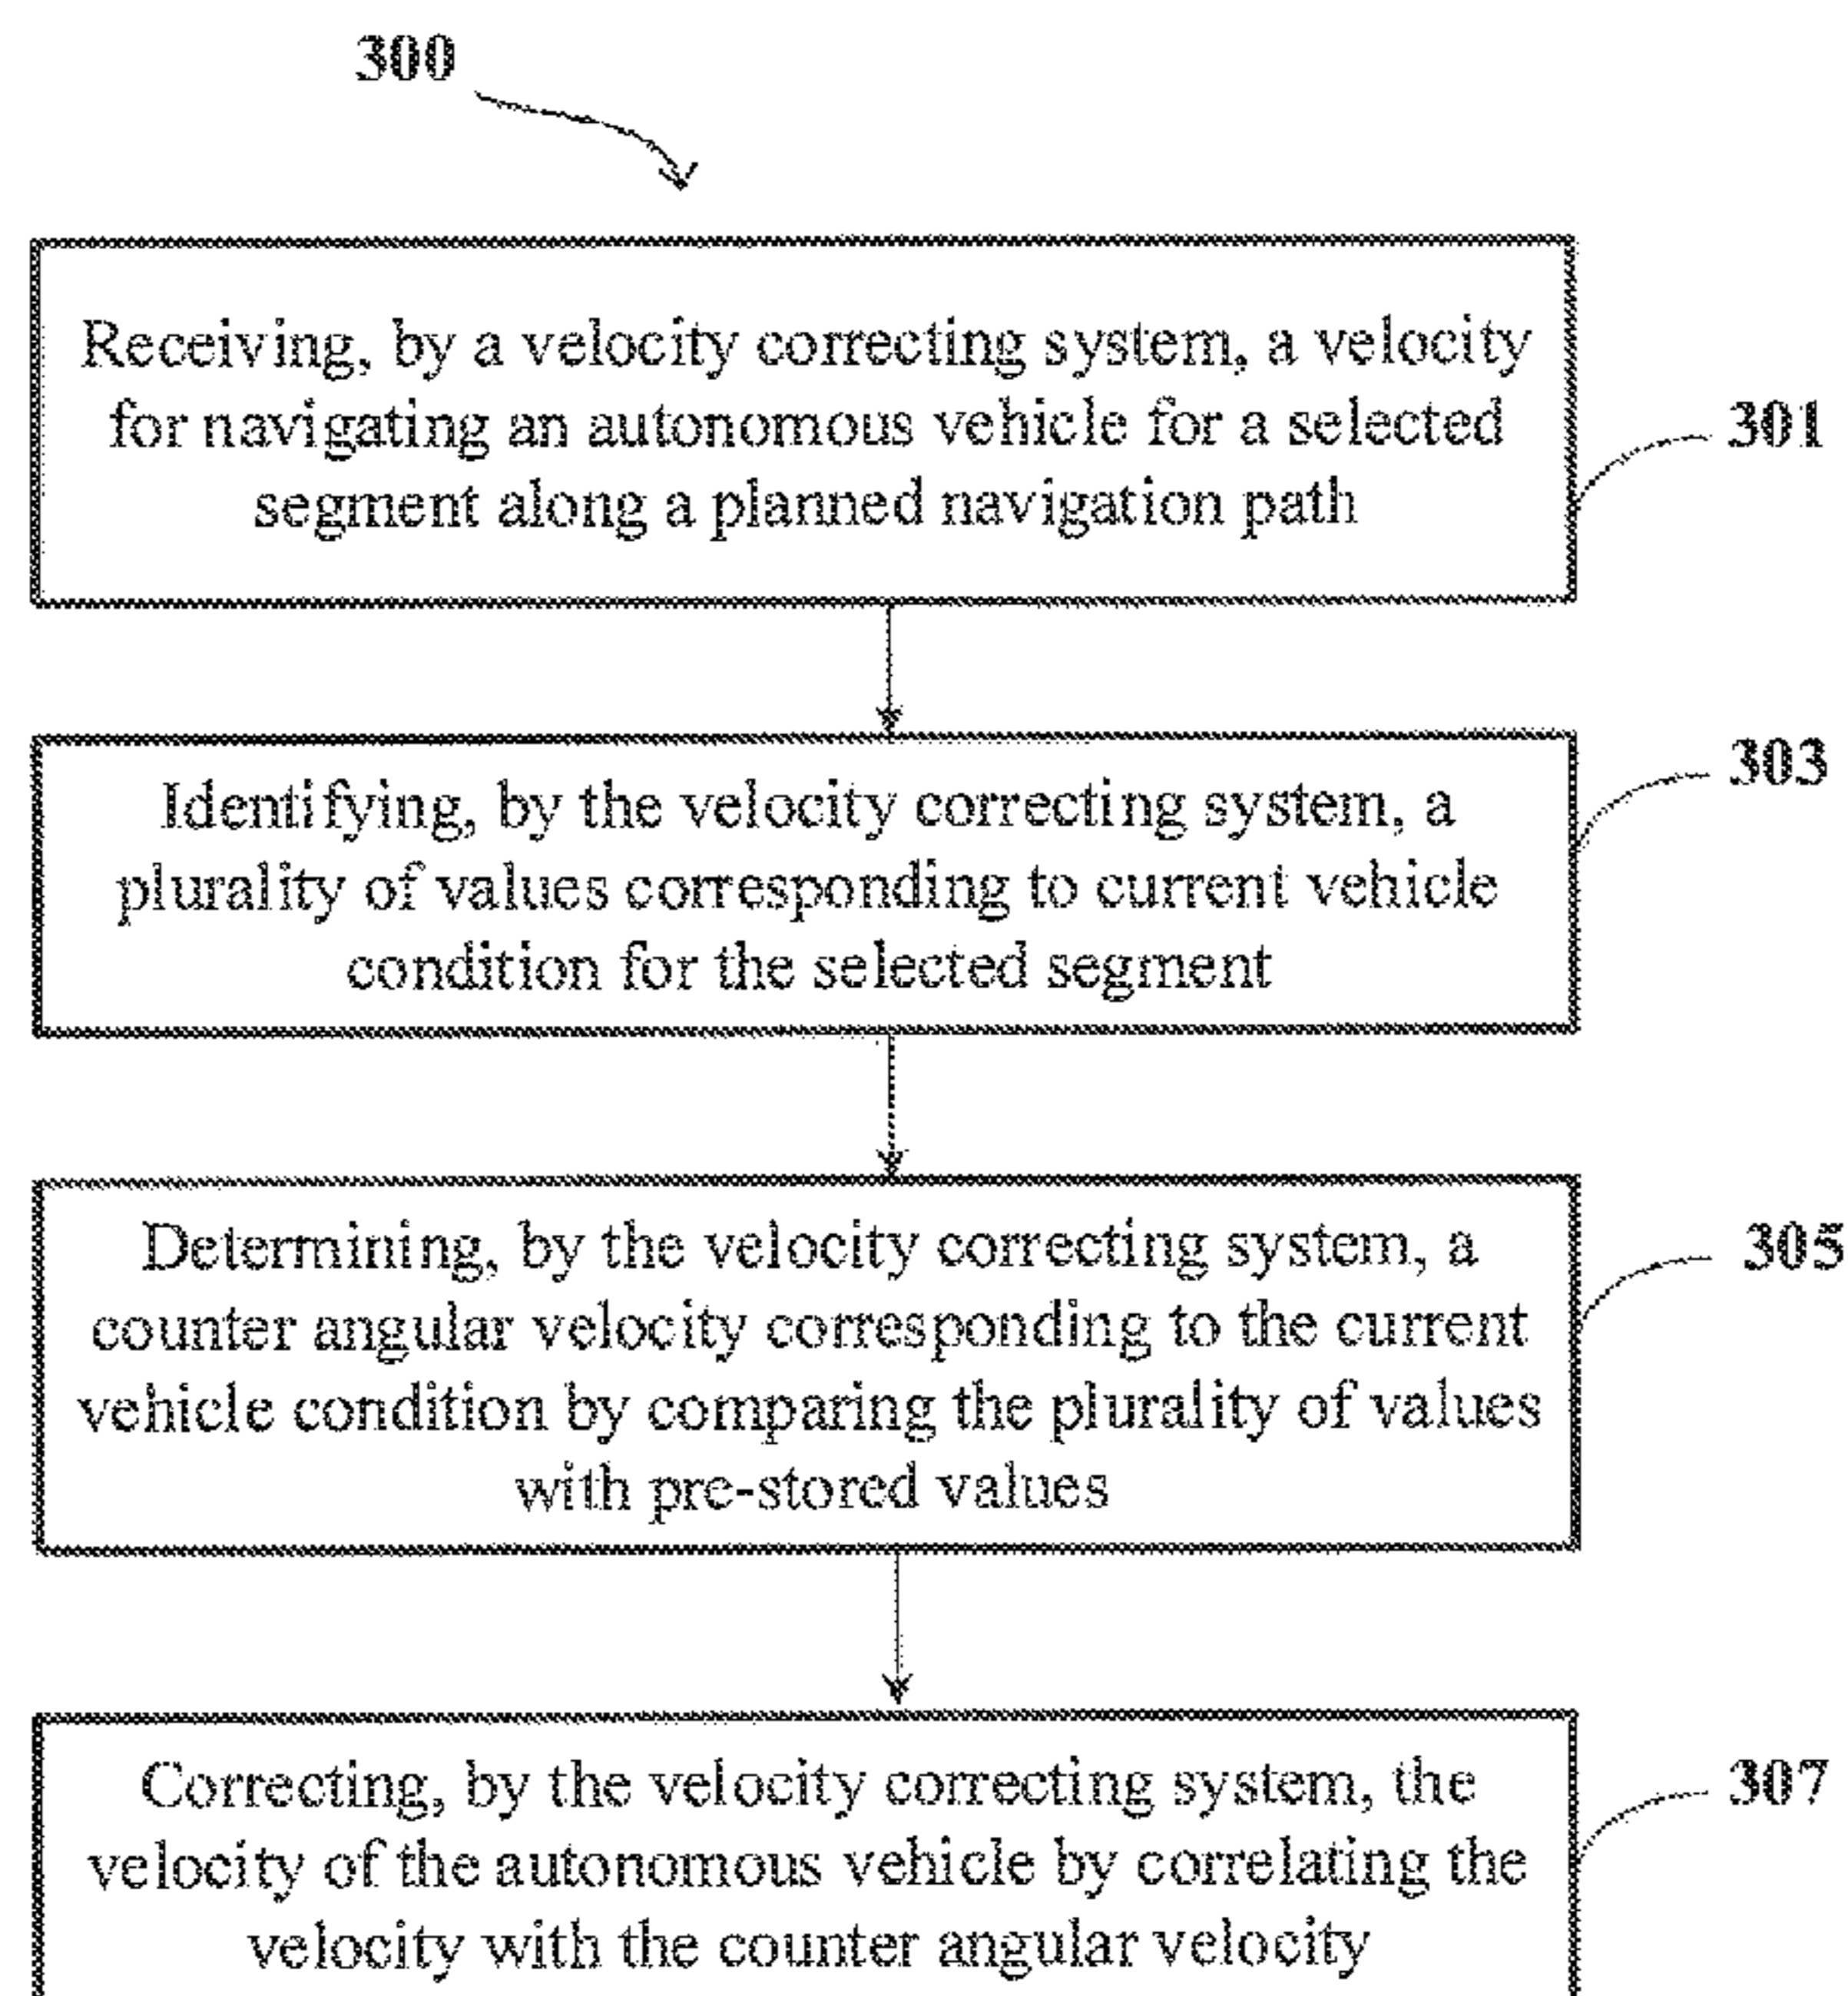 300
Receiving, by a velocity correcting system, a velocity
for navigating an autonomous vehicle for a selected
segment along a planned navigation path
301
Identifying, by the velocity correcting system, a
plurality of values corresponding to current vehicle
condition for the selected segment
303
Determining, by the velocity correcting system, a
counter angular velocity corresponding to the current
vehicle condition by comparing the plurality of values
with pre-stored values
305
Correcting, by the velocity correcting system, the
velocity of the autonomous vehicle by correlating the
velocity with the counter angular velocity
307